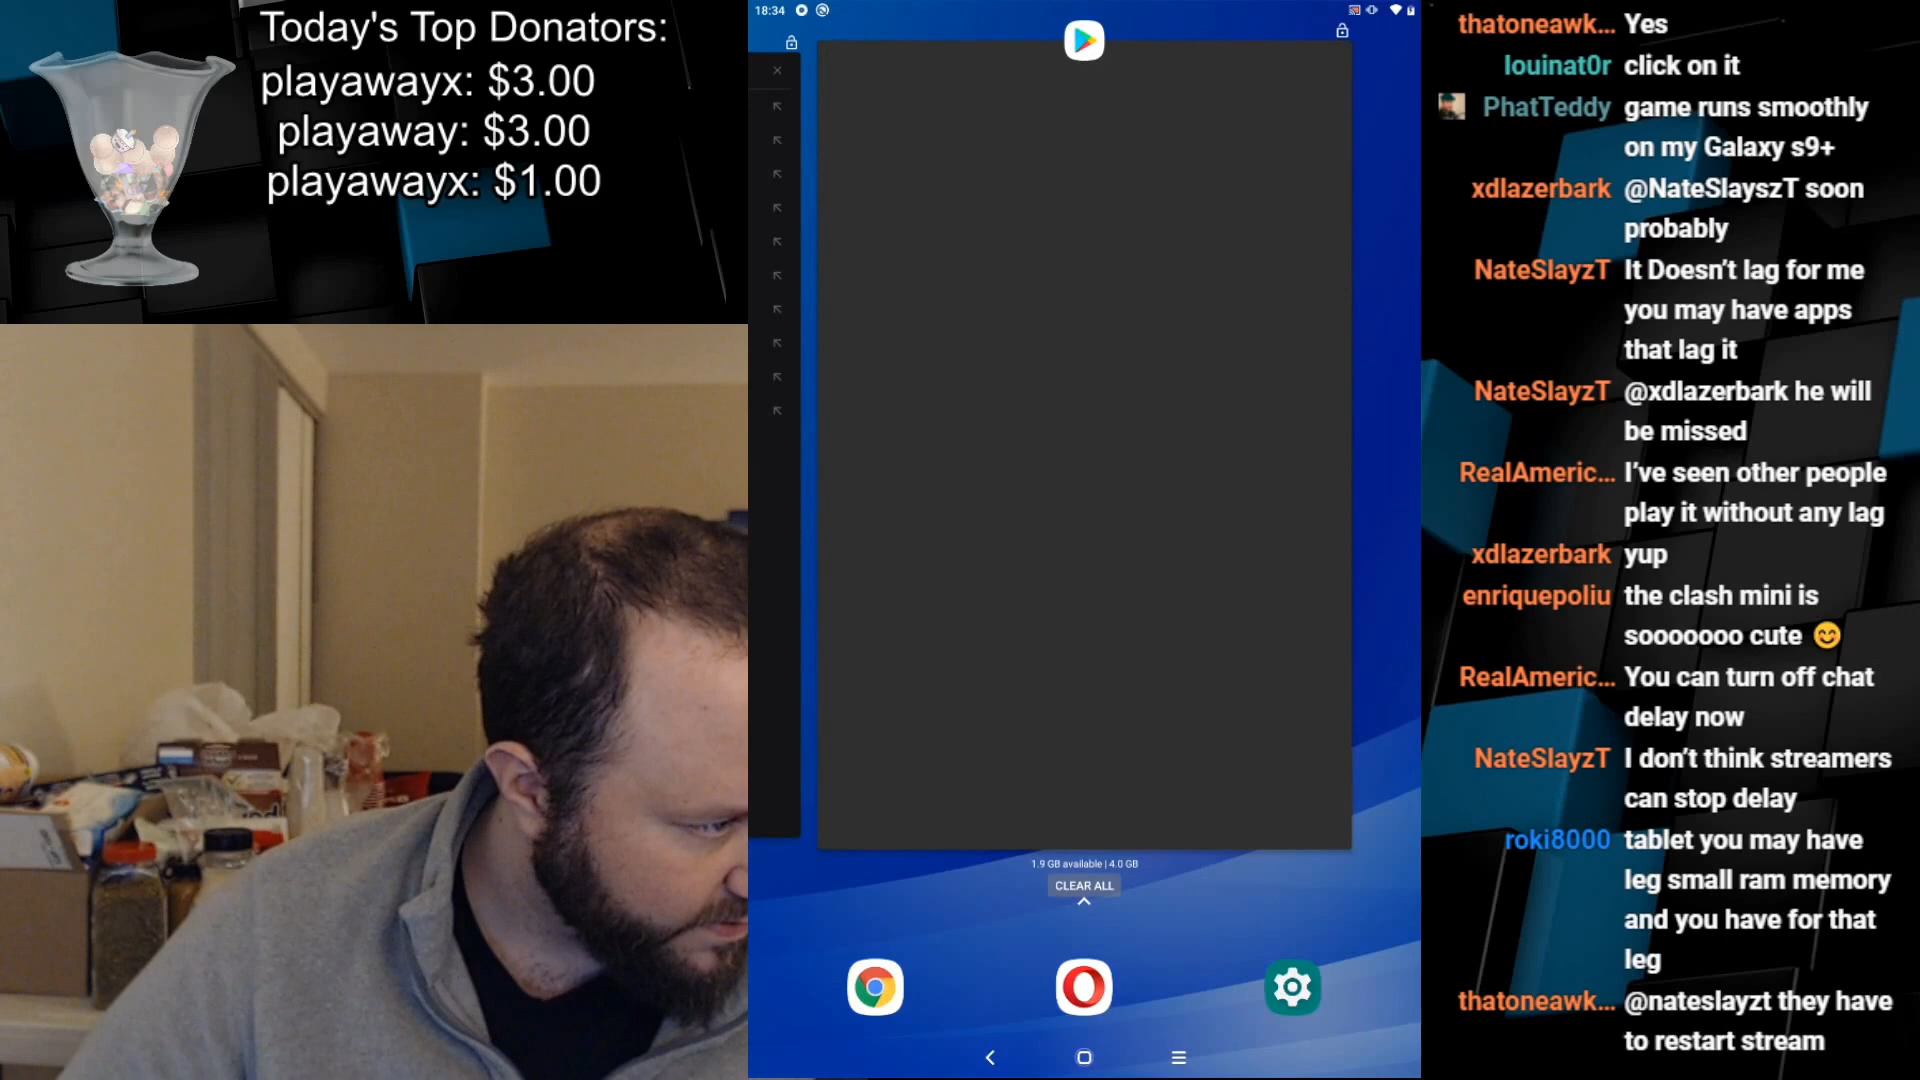 Today's Top Donators:
playawayx: $3.00
playaway: $3.00
playawayx: $1.00
18:34
1.9 GB available | 4.0 GB
CLEAR ALL
thatoneawk... Yes
louinat0r click on it
PhatTeddy game runs smoothly
on my Galaxy s9+
xdlazerbark @NateSlayszT soon
probably
NateSlayzT It Doesn't lag for me
you may have apps
that lag it
NateSlayzT @xdlazerbark he will
be missed
RealAmeric... I've seen other people
play it without any lag
xdlazerbark yup
enriquepoliu the clash mini is
sooooooo cute 😊
RealAmeric... You can turn off chat
delay now
NateSlayzT I don't think streamers
can stop delay
roki8000 tablet you may have
leg small ram memory
and you have for that
leg
thatoneawk... @nateslayzt they have
to restart stream